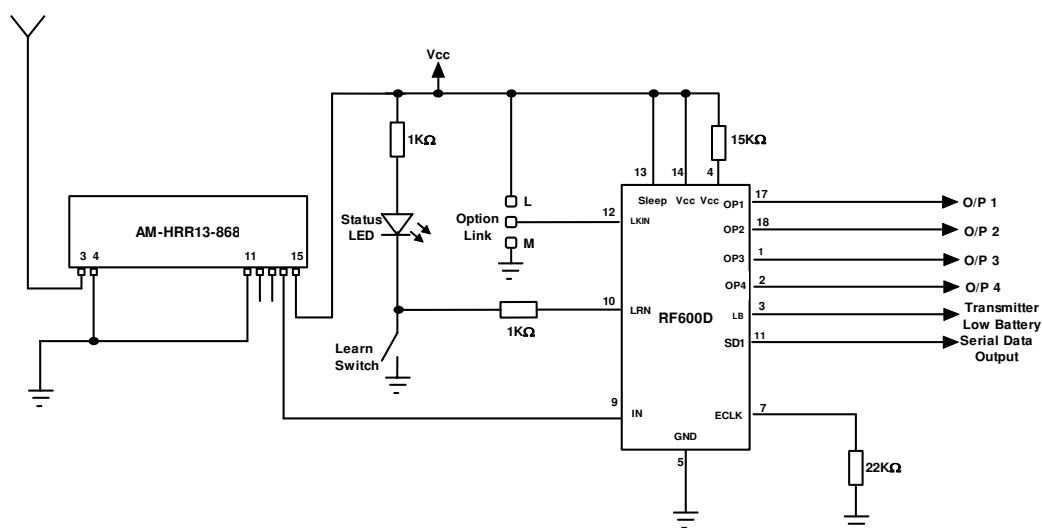 Vcc
1KΩ
15KΩ
13
14
4
17
O/P 1
Sleep
Vcc
Vcc
OP1
L
12
Option
Link
LKIN
18
O/P 2
OP2
AM-HRR13-868
Status
LED
M
1
O/P 3
OP3
3
4
11
15
2
O/P 4
OP4
10
LRN
RF600D
3
LB
Transmitter
Low Battery
1KΩ
11
SD1
Serial Data
Output
Learn
Switch
9
IN
7
ECLK
GND
5
22KΩ